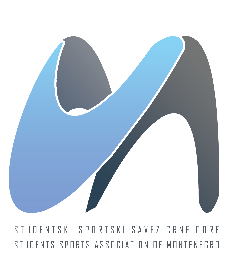 STUDENTSKI SPORTSKI SAVEZ CRNE GORE
STUDENTS SPORTS ASSOCIATION OF MONTENEGRO